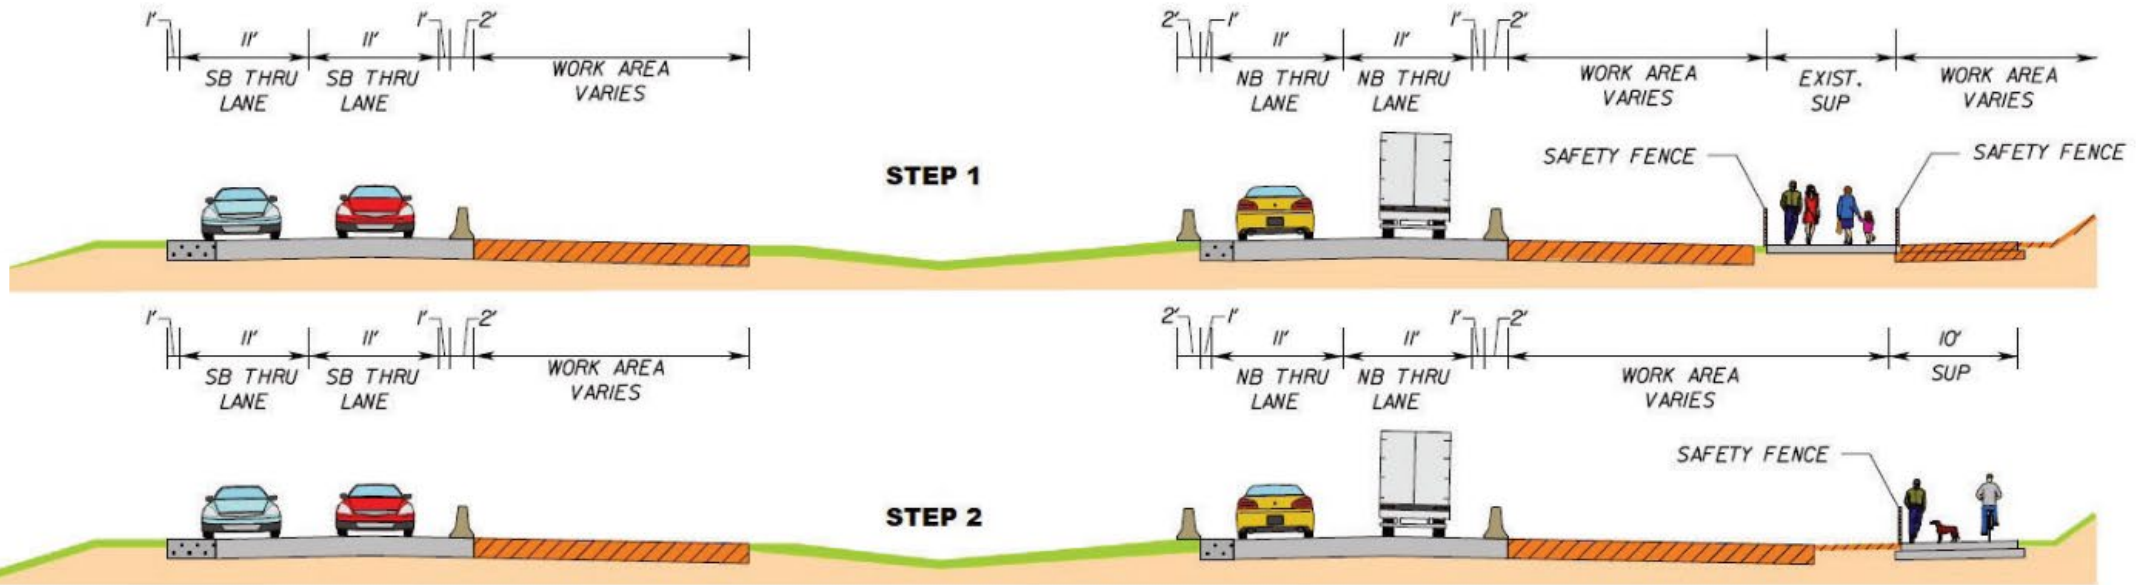 1' 1' 2' 2' 1' 1' 2'
11' 11' 11' 11'
SB THRU LANE SB THRU LANE WORK AREA VARIES NB THRU LANE NB THRU LANE WORK AREA VARIES EXIST. SUP WORK AREA VARIES
SAFETY FENCE SAFETY FENCE
STEP 1
1' 1' 2' 2' 1' 1' 2'
11' 11' 11' 11' 10'
SB THRU LANE SB THRU LANE WORK AREA VARIES NB THRU LANE NB THRU LANE WORK AREA VARIES SUP
SAFETY FENCE
STEP 2